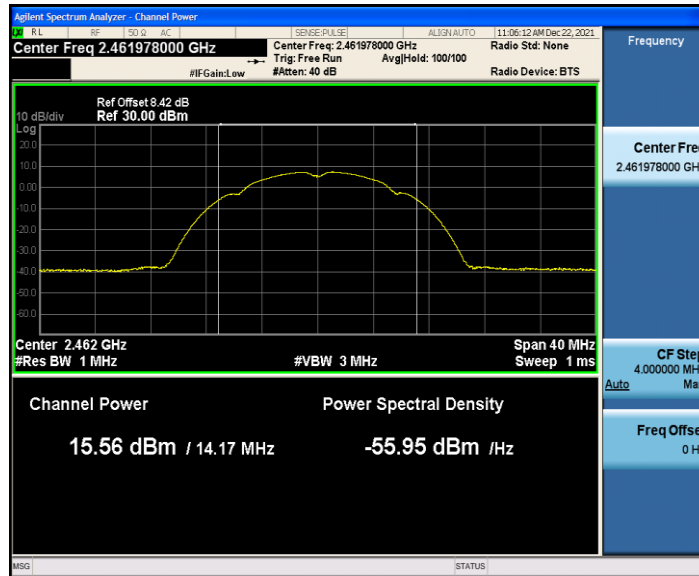 Agilent Spectrum Analyzer - Channel Power
RL RF 50 Ω AC SENSE:PULSE ALIGN AUTO 11:06:12 AM Dec 22, 2021
Center Freq 2.461978000 GHz
Center Freq: 2.461978000 GHz
Radio Std: None
Trig: Free Run Avg|Hold: 100/100
#IFGain:Low #Atten: 40 dB Radio Device: BTS
Ref Offset 8.42 dB
10 dB/div Ref 30.00 dBm
Log
20.0
10.0
0.00
-10.0
-20.0
-30.0
-40.0
-50.0
-60.0
Center 2.462 GHz Span 40 MHz
#Res BW 1 MHz #VBW 3 MHz Sweep 1 ms
Channel Power Power Spectral Density
15.56 dBm / 14.17 MHz -55.95 dBm /Hz
MSG STATUS
Frequency
Center Fre
2.461978000 GH
CF Step
4.000000 MH
Auto Ma
Freq Offse
0 H